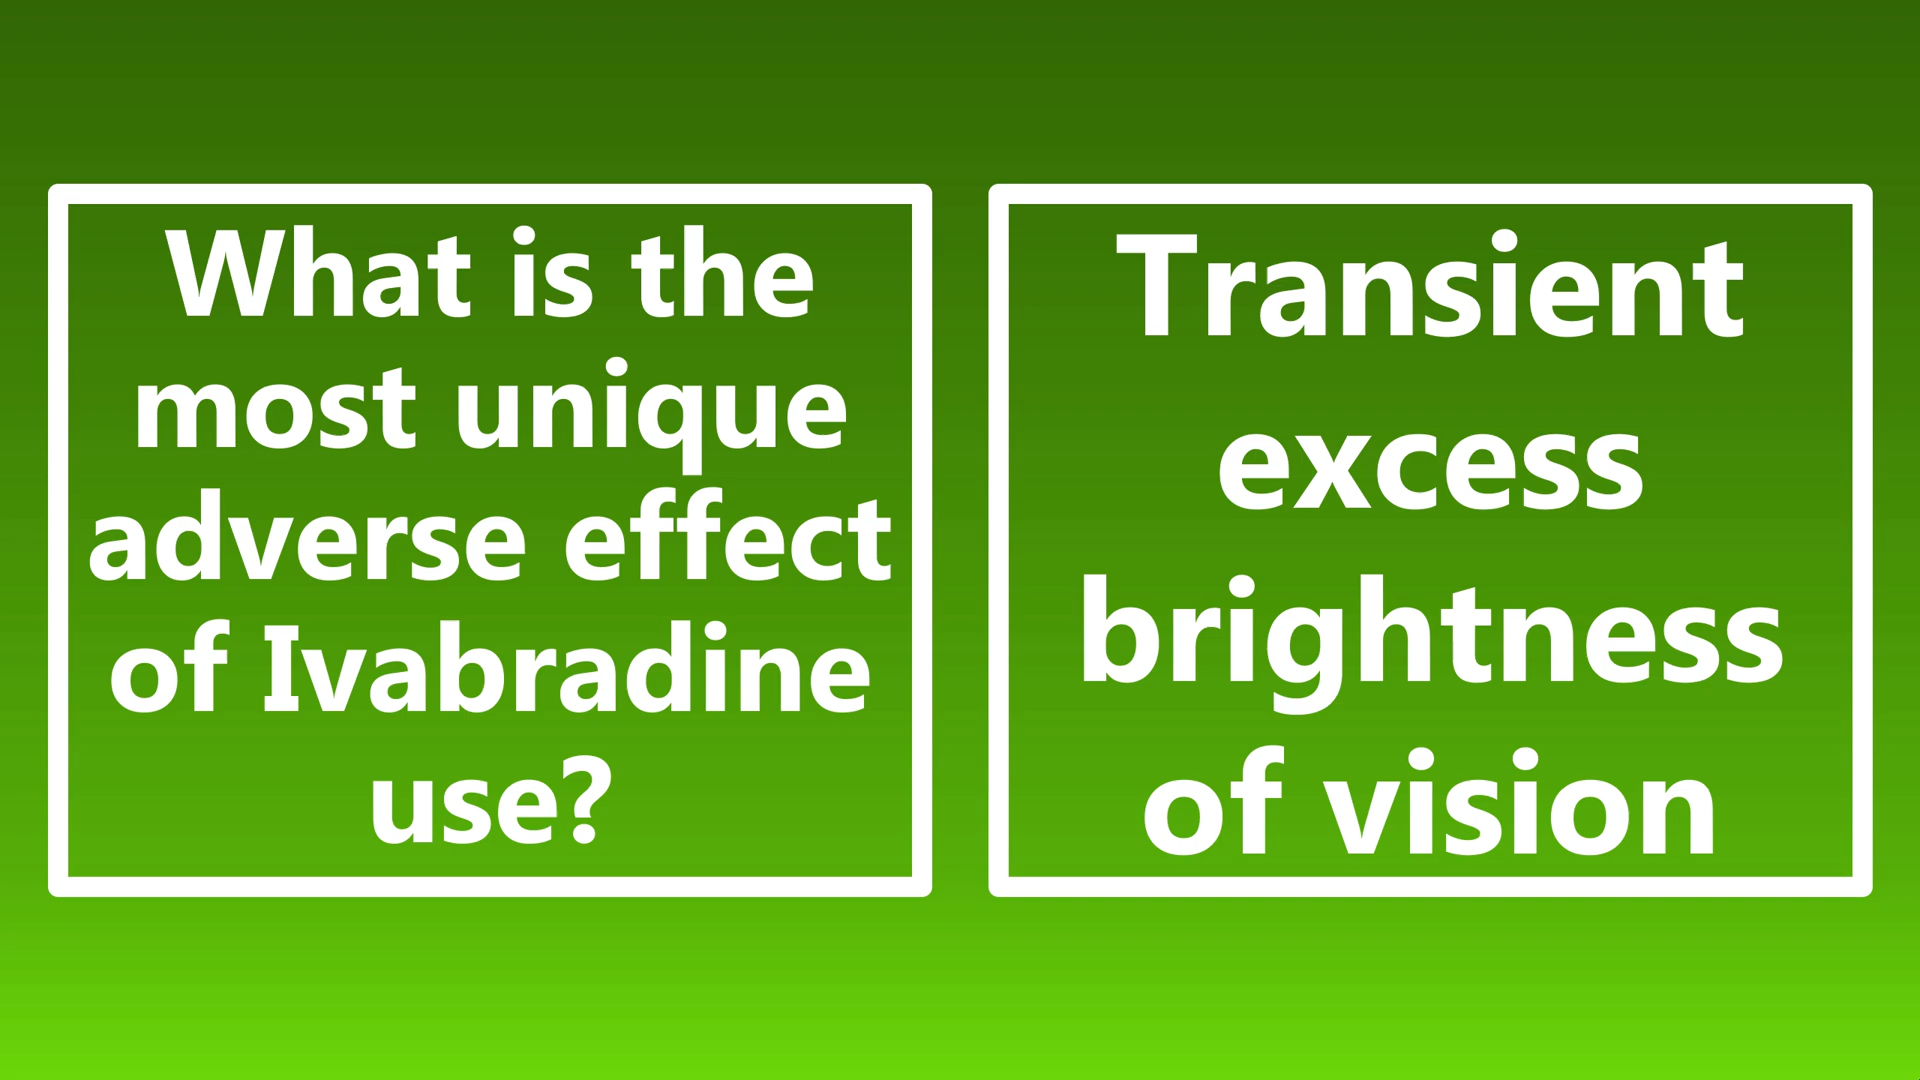 What is the
most unique
adverse effect
of Ivabradine
use?
Transient
excess
brightness
of vision